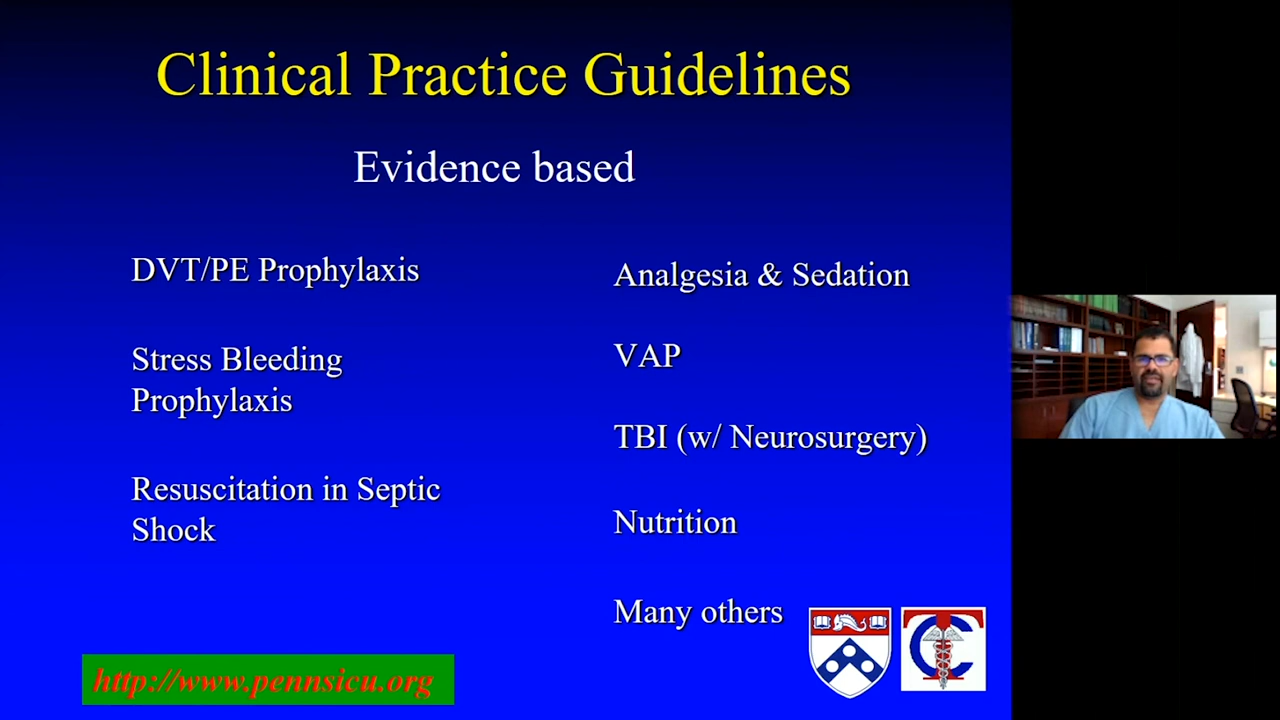 Clinical Practice Guidelines
Evidence based
DVT/PE Prophylaxis
Stress Bleeding
Prophylaxis
Resuscitation in Septic
Shock
Analgesia & Sedation
VAP
TBI (w/ Neurosurgery)
Nutrition
Many others
http://www.pennsicu.org